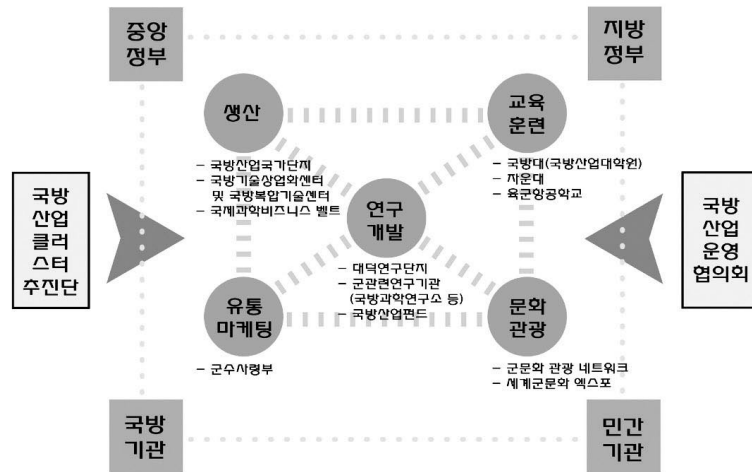 중앙
정부
지방
정부
생산
교육
훈련
– 국방산업국가단지
– 국방기술상업화센터
및 국방복합기술센터
– 국제과학비즈니스 벨트
– 국방대(국방산업대학원)
– 자운대
– 육군항공학교
국방
산업
클러
스터
추진단
연구
개발
국방
산업
운영
협의회
– 대덕연구단지
– 군관련연구기관
(국방과학연구소 등)
– 국방산업펀드
유통
마케팅
문화
관광
– 군수사령부
– 군문화 관광 네트워크
– 세계군문화 엑스포
국방
기관
민간
기관